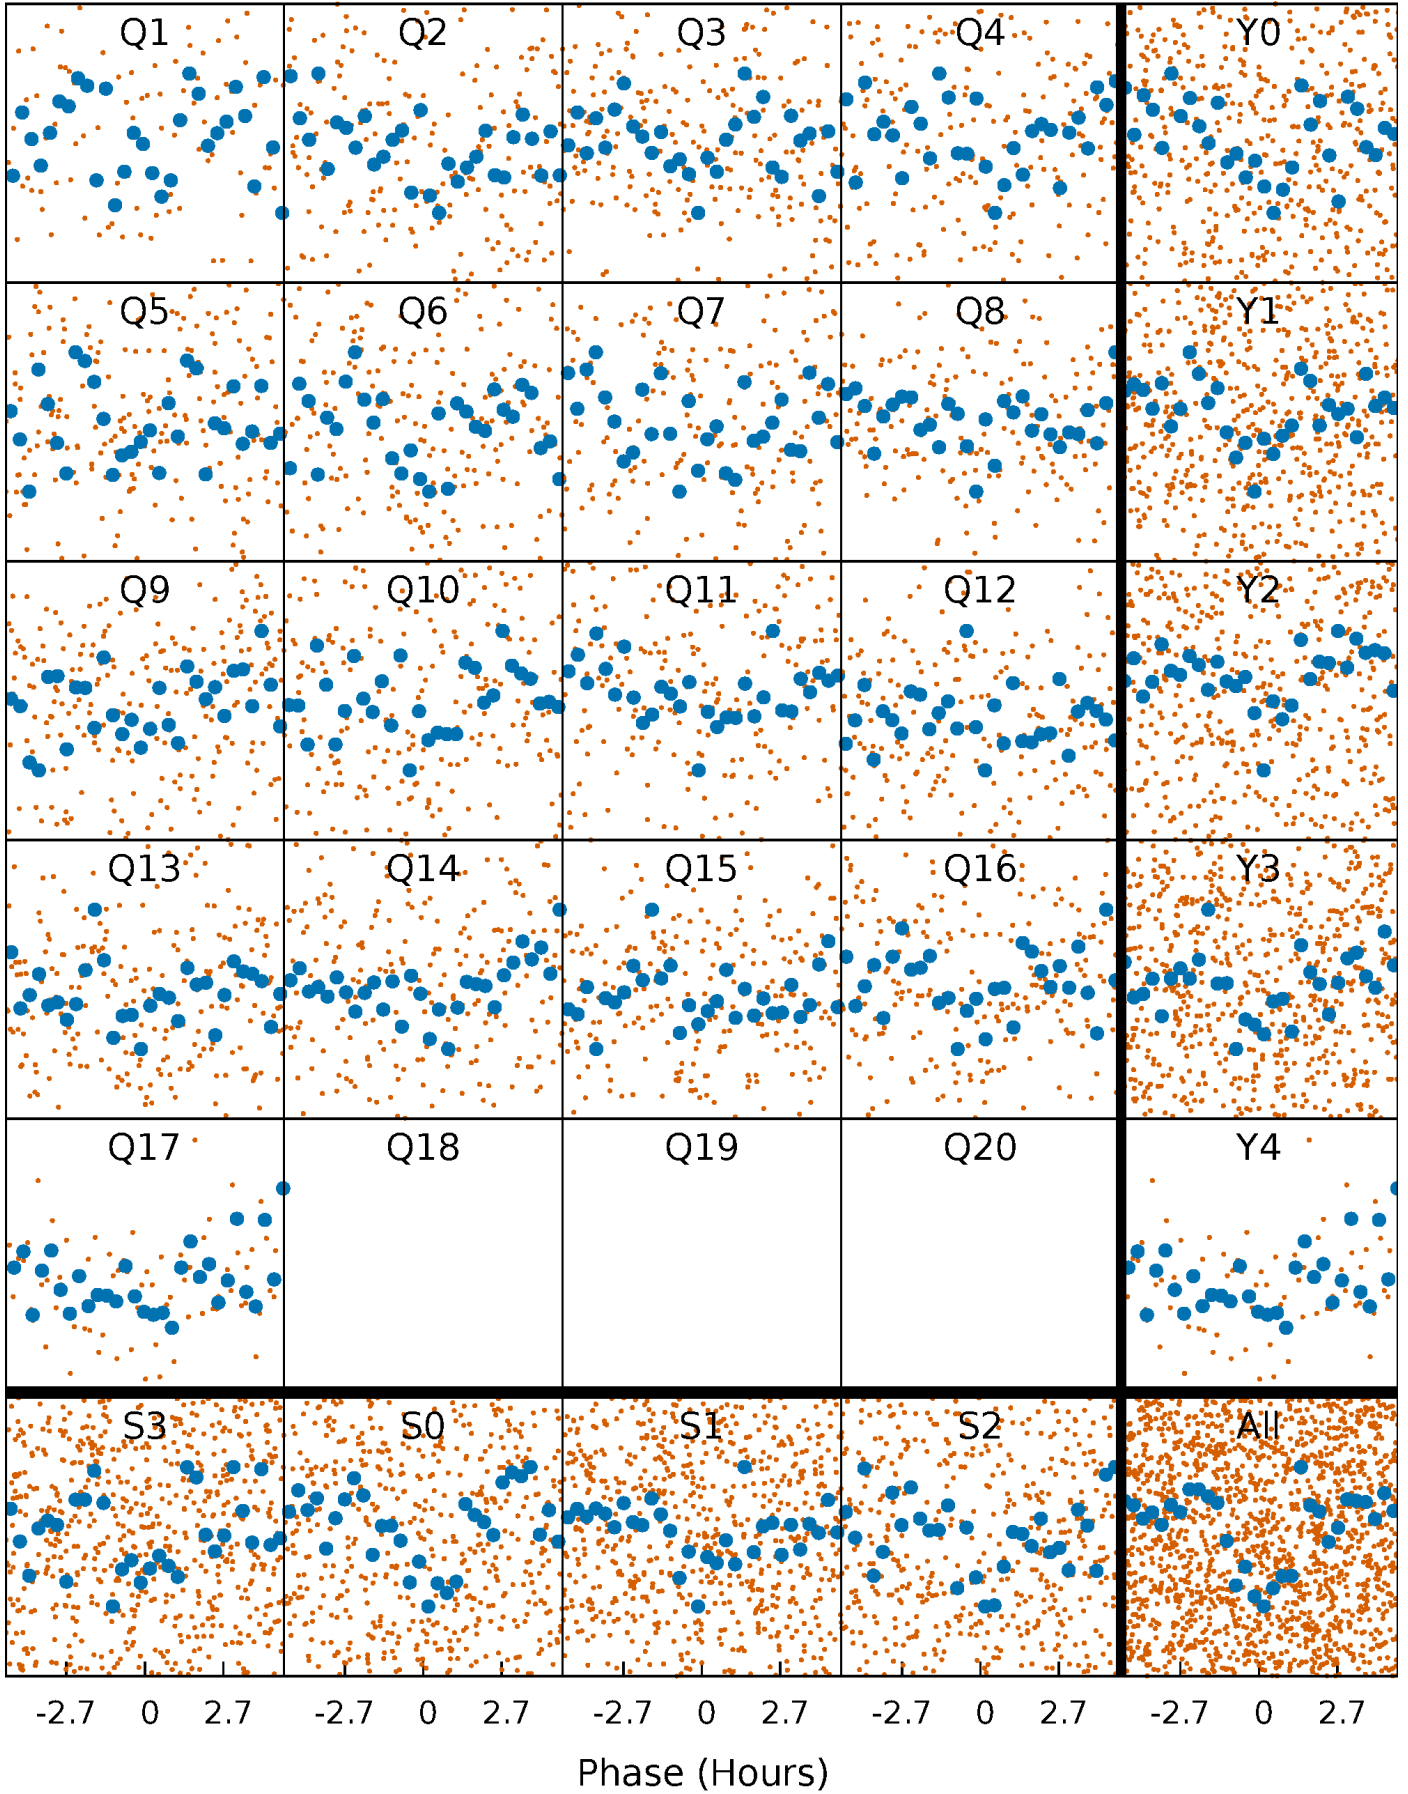 Q1 Q2 Q3 Q4 Y0
Q5 Q6 Q7 Q8 Y1
Q9 Q10 Q11 Q12 Y2
Q13 Q14 Q15 Q16 Y3
Q17 Q18 Q19 Q20 Y4
S3 S0 S1 S2 All
-2.7 0 2.7 -2.7 0 2.7 -2.7 0 2.7 -2.7 0 2.7 -2.7 0 2.7
Phase (Hours)